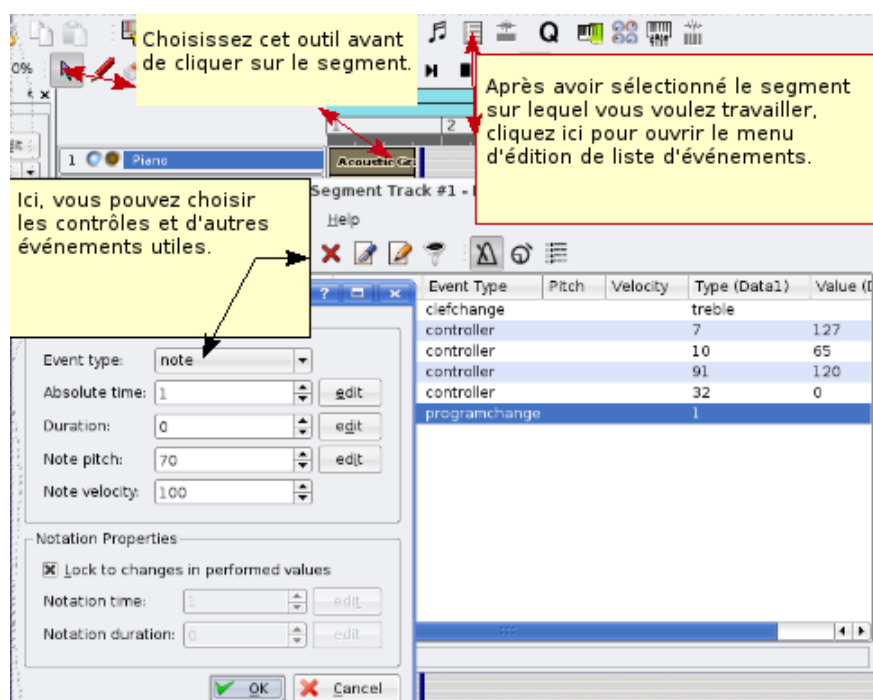 Choisissez cet outil avant
de cliquer sur le segment.
Q
0%
Après avoir sélectionné le segment
sur lequel vous voulez travailler,
cliquez ici pour ouvrir le menu
d'édition de liste d'événements.
2
1 Piano
Acoustic
Ici, vous pouvez choisir
les contrôles et d'autres
événements utiles.
Segment Track #1 -
Help
Event Type Pitch Velocity Type (Data1) Value (D
clefchange treble
controller 7 127
controller 10 65
controller 91 120
controller 32 0
programchange 1
Event type: note
Absolute time: 1 edit
Duration: 0 edit
Note pitch: 70 edit
Note velocity: 100
Notation Properties
Lock to changes in performed values
Notation time: 1 edit
Notation duration: 0 edit
OK Cancel